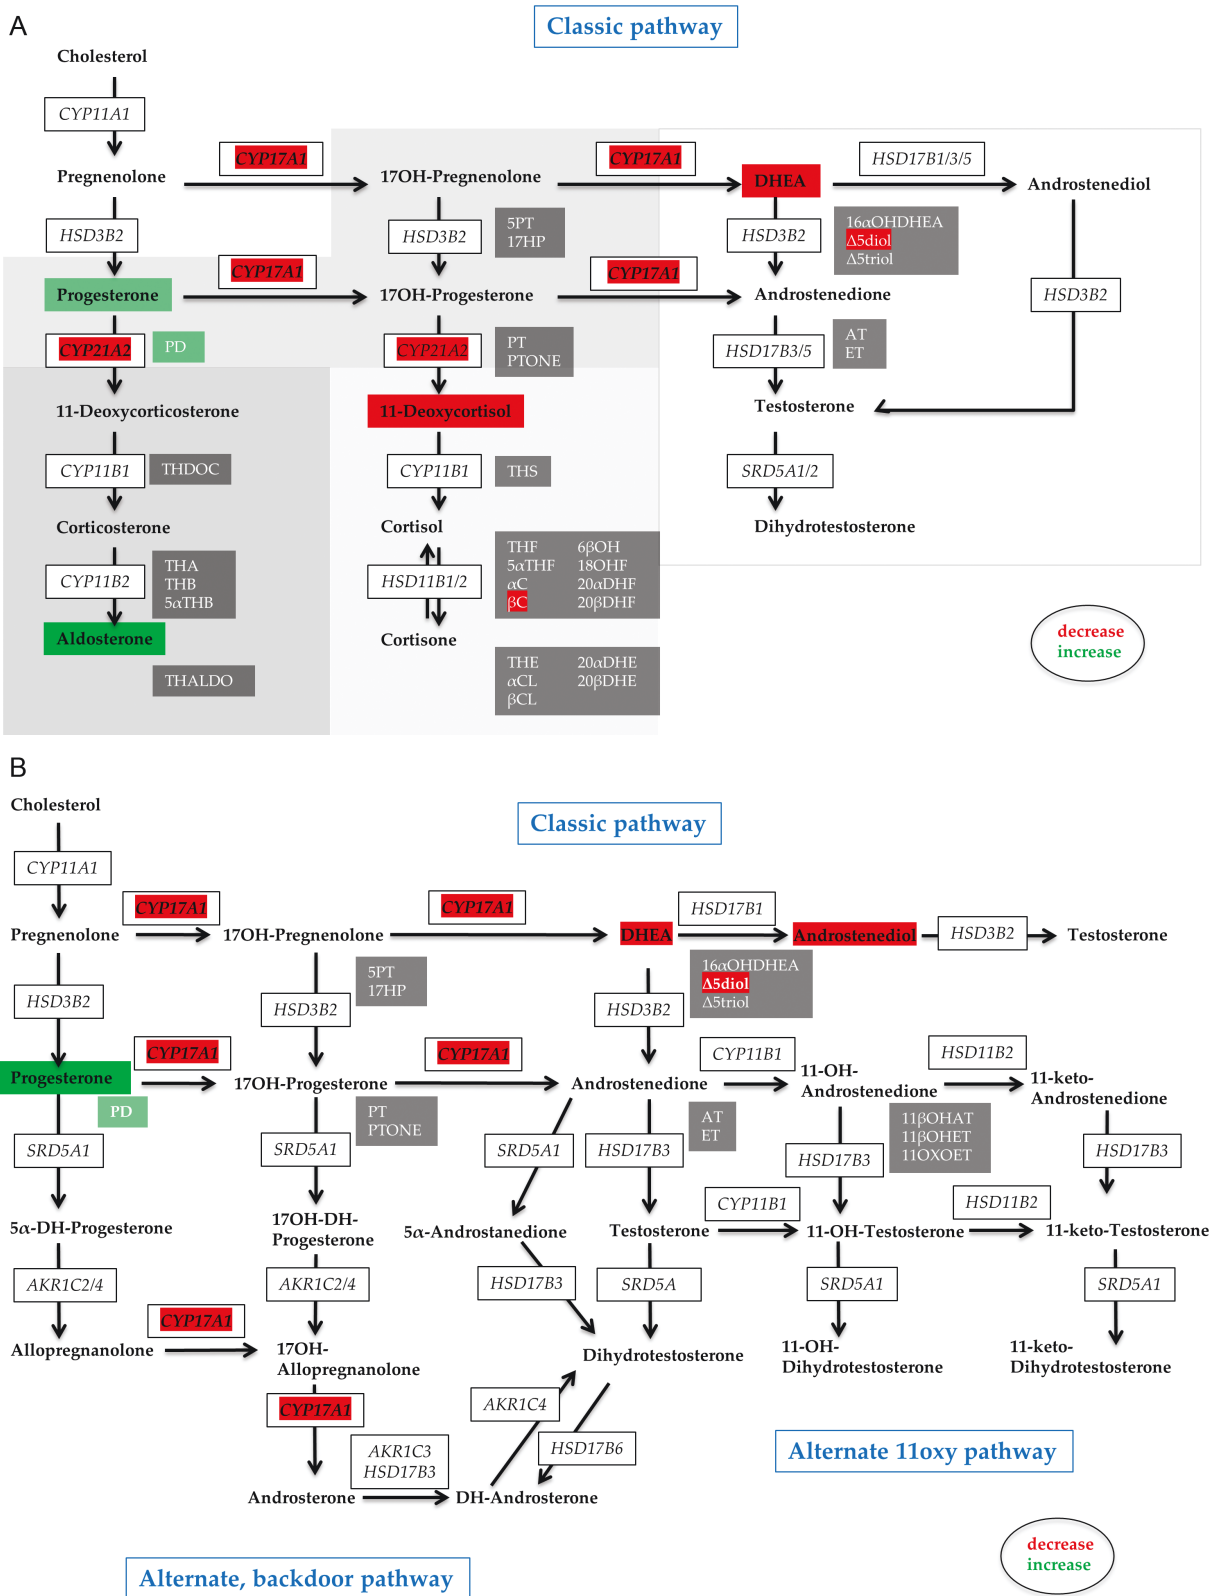 A
Classic pathway
Cholesterol
CYP11A1
CYP17A1
CYP17A1
HSD17B1/3/5
Pregnenolone
17OH-Pregnenolone
DHEA
Androstenediol
HSD3B2
HSD3B2
5PT
17HP
HSD3B2
16αOHDHEA
Δ5diol
Δ5triol
CYP17A1
CYP17A1
HSD3B2
Progesterone
17OH-Progesterone
Androstenedione
CYP21A2
PD
CYP21A2
PT
PTONE
HSD17B3/5
AT
ET
11-Deoxycorticosterone
11-Deoxycortisol
Testosterone
CYP11B1
THDOC
CYP11B1
THS
SRD5A1/2
Corticosterone
Cortisol
Dihydrotestosterone
CYP11B2
THA
THB
5αTHB
HSD11B1/2
THF 6βOH
5αTHF 18OHF
αC 20αDHF
βC 20βDHF
Aldosterone
Cortisone
THALDO
THE 20αDHE
αCL 20βDHE
βCL
decrease
increase
B
Cholesterol
Classic pathway
CYP11A1
CYP17A1
CYP17A1
HSD17B1
Pregnenolone
17OH-Pregnenolone
DHEA
Androstenediol
HSD3B2
Testosterone
HSD3B2
HSD3B2
5PT
17HP
HSD3B2
16αOHDHEA
Δ5diol
Δ5triol
CYP17A1
CYP17A1
CYP11B1
HSD11B2
Progesterone
17OH-Progesterone
Androstenedione
11-OH-
Androstenedione
11-keto-
Androstenedione
PD
PT
PTONE
AT
ET
11βOHAT
11βOHET
11OXOET
SRD5A1
SRD5A1
SRD5A1
HSD17B3
HSD17B3
HSD17B3
CYP11B1
HSD11B2
5α-DH-Progesterone
17OH-DH-
Progesterone
5α-Androstanedione
Testosterone
11-OH-Testosterone
11-keto-Testosterone
AKR1C2/4
AKR1C2/4
HSD17B3
SRD5A
SRD5A1
SRD5A1
CYP17A1
Allopregnanolone
17OH-
Allopregnanolone
Dihydrotestosterone
11-OH-
Dihydrotestosterone
11-keto-
Dihydrotestosterone
CYP17A1
AKR1C4
AKR1C3
HSD17B3
HSD17B6
Alternate 11oxy pathway
Androsterone
DH-Androsterone
decrease
increase
Alternate, backdoor pathway